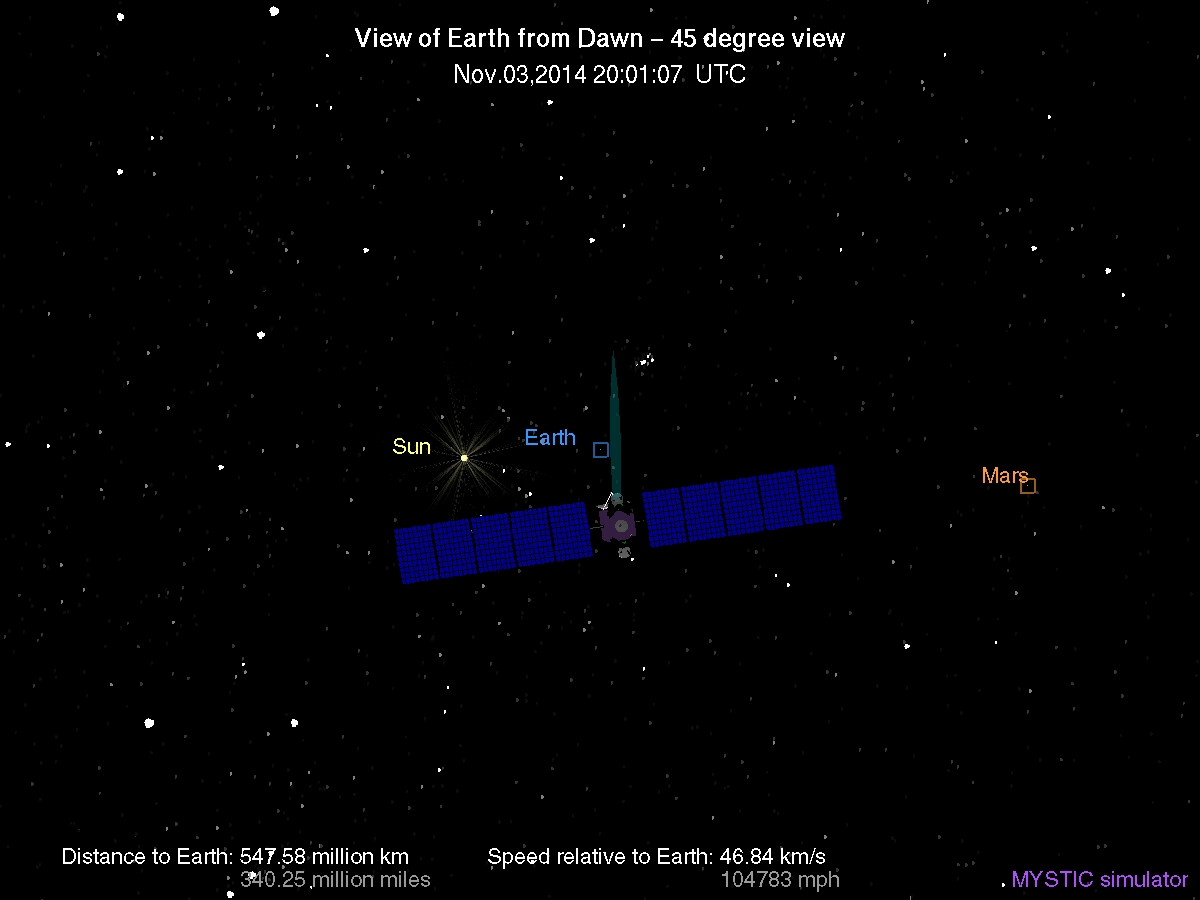 View of Earth from Dawn – 45 degree view
Nov.03,2014 20:01:07 UTC
Sun
Earth
Mars
Distance to Earth: 547.58 million km
340.25 million miles
Speed relative to Earth: 46.84 km/s
104783 mph
MYSTIC simulator